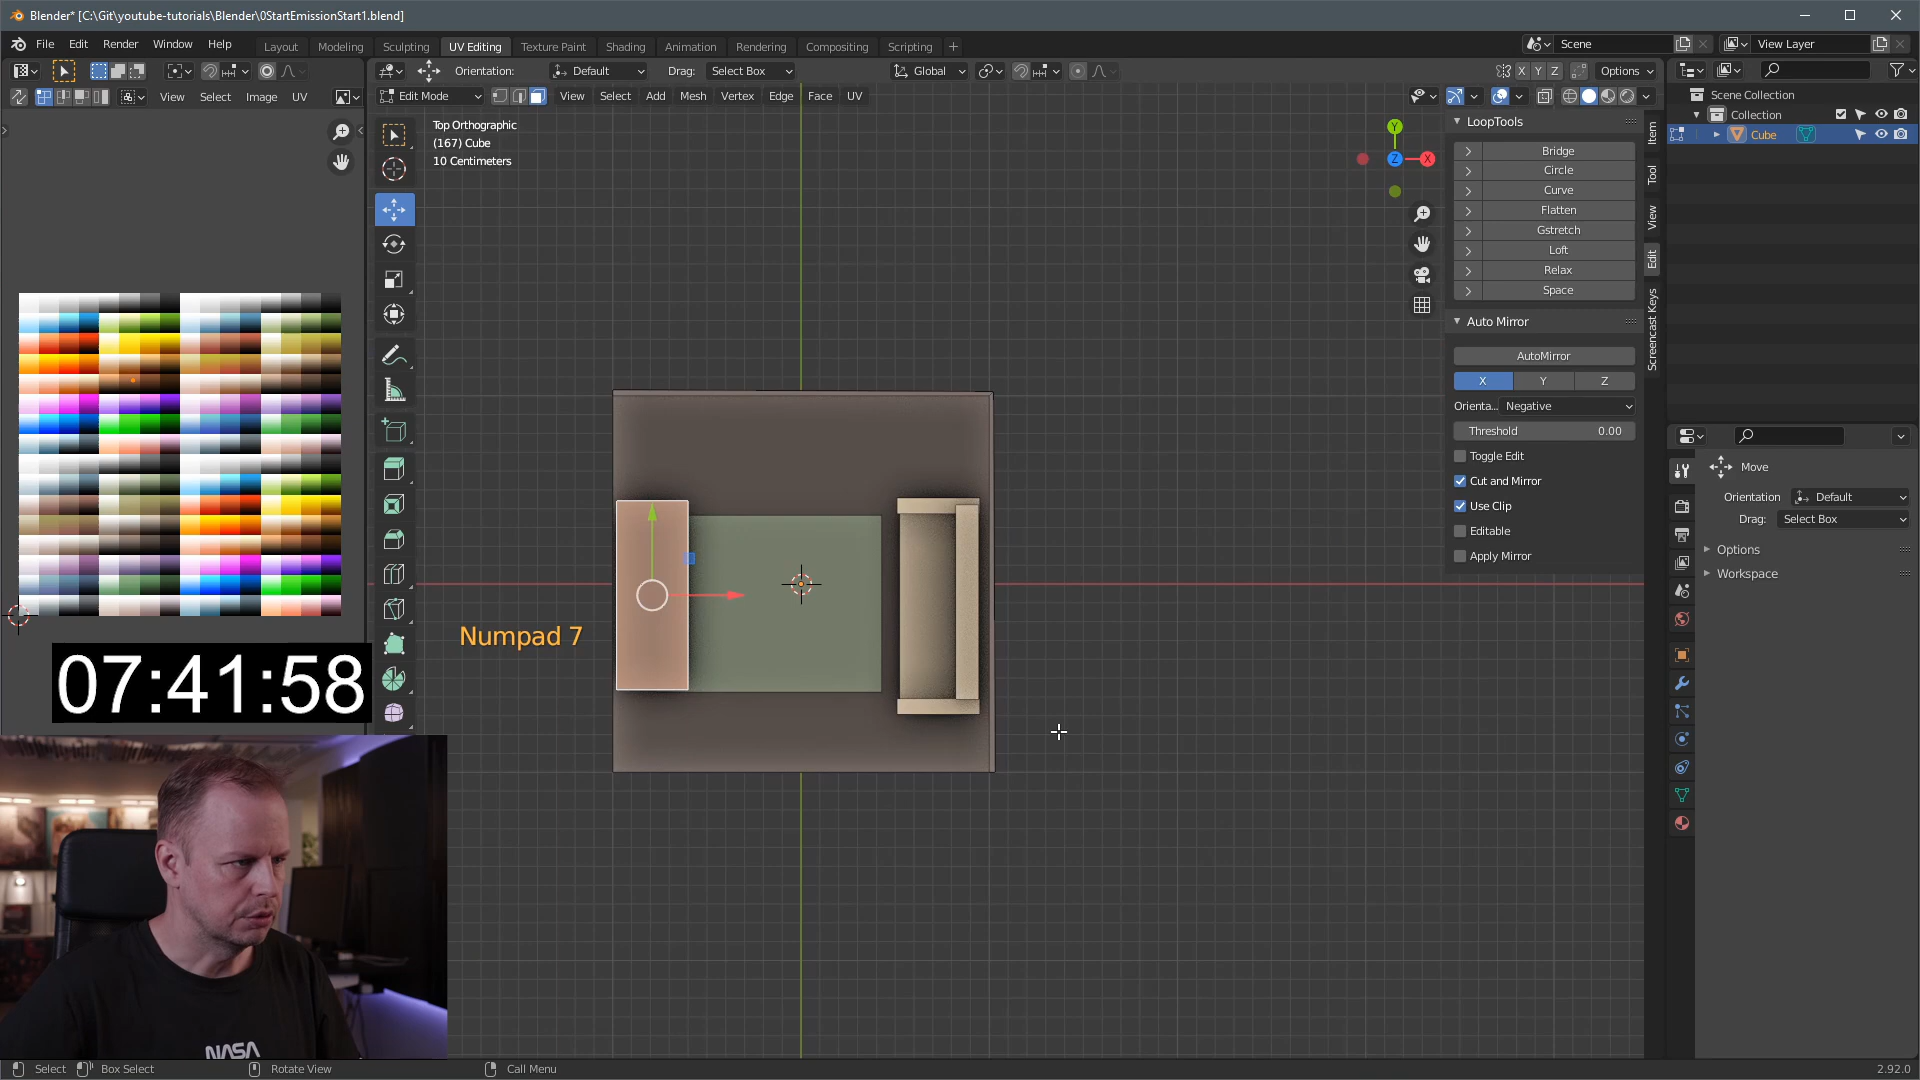 Blender* [C:\Git\youtube-tutorials\Blender\0StartEmissionStart1.blend]
File Edit Render Window Help
Layout Modeling Sculpting UV Editing Texture Paint Shading Animation Rendering Compositing Scripting +
Scene
View Layer
Orientation: Default Drag: Select Box
Global
X Y Z
Options
View Select Image UV
Edit Mode View Select Add Mesh Vertex Edge Face UV
Top Orthographic
(167) Cube
10 Centimeters
Y
Z
X
LoopTools
Bridge
Circle
Curve
Flatten
Gstretch
Loft
Relax
Space
Auto Mirror
AutoMirror
X Y Z
Orienta... Negative
Threshold 0.00
Toggle Edit
Cut and Mirror
Use Clip
Editable
Apply Mirror
Item
Tool
View
Edit
Screencast Keys
Scene Collection
Collection
Cube
Move
Orientation Default
Drag: Select Box
Options
Workspace
Numpad 7
07:41:58
NASA
Select Box Select Rotate View Call Menu
2.92.0